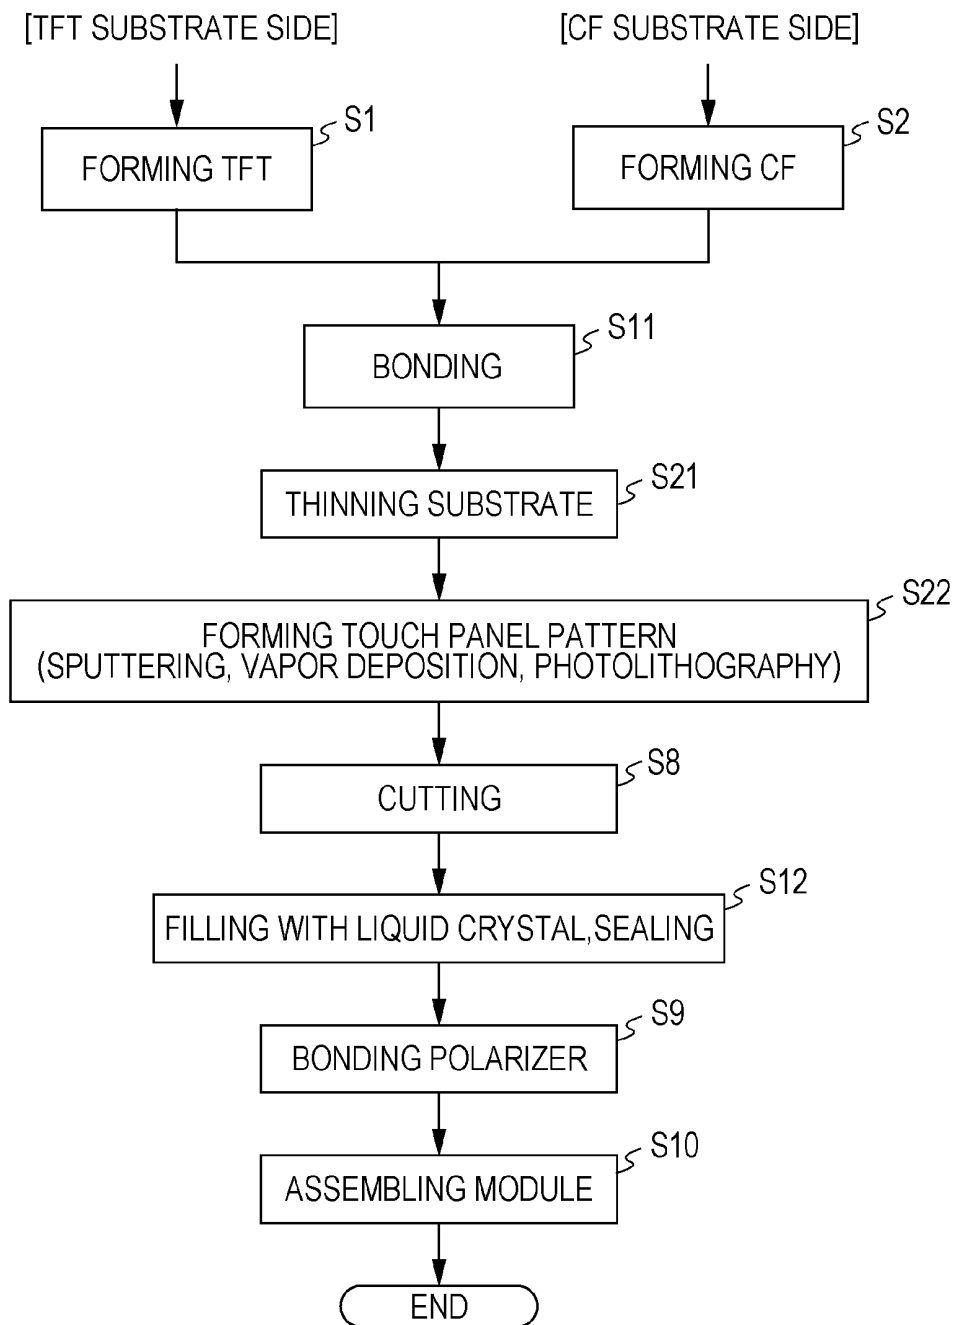 [TFT SUBSTRATE SIDE]
[CF SUBSTRATE SIDE]
S1
FORMING TFT
S2
FORMING CF
S11
BONDING
S21
THINNING SUBSTRATE
S22
FORMING TOUCH PANEL PATTERN
(SPUTTERING, VAPOR DEPOSITION, PHOTOLITHOGRAPHY)
S8
CUTTING
S12
FILLING WITH LIQUID CRYSTAL,SEALING
S9
BONDING POLARIZER
S10
ASSEMBLING MODULE
END